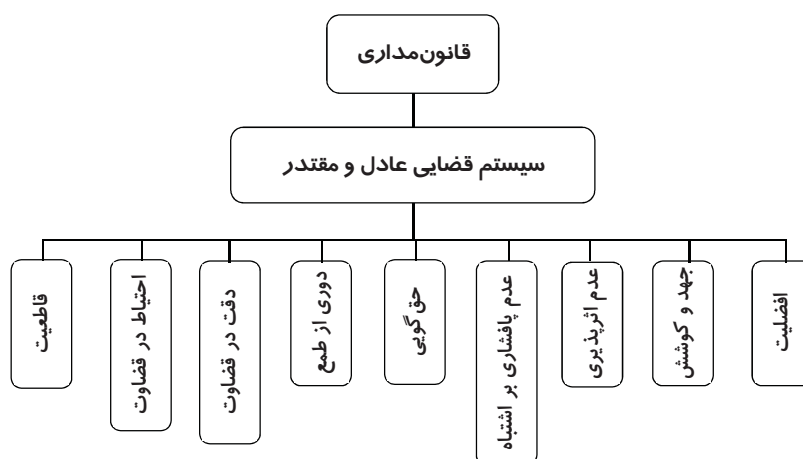 قانون‌مداری
سیستم قضایی عادل و مقتدر
افضلیت
جهد و کوشش
عدم اثرپذیری
عدم پافشاری بر اشتباه
حق‌گویی
دوری از طمع
دقت در قضاوت
احتیاط در قضاوت
قاطعیت